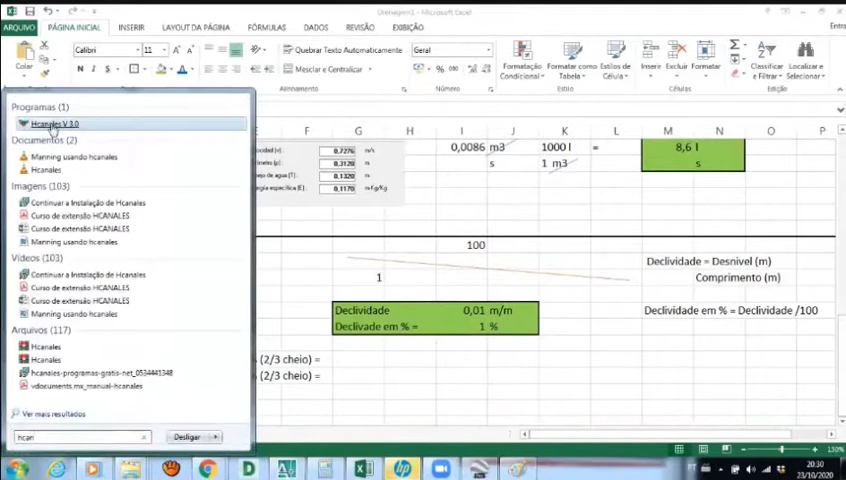 Drenagem1 - Microsoft Excel
ARQUIVO
PÁGINA INICIAL
INSERIR
LAYOUT DA PÁGINA
FÓRMULAS
DADOS
REVISÃO
EXIBIÇÃO
Entra
Calibri
11
Quebrar Texto Automaticamente
Geral
Colar
N
Mesclar e Centralizar
Formatação
Condicional
Formatar como
Tabela
Estilos de
Célula
Inserir
Excluir
Formatar
Classificar
e Filtrar
Localizar e
Selecionar
Alinhamento
Número
Estilo
Células
Edição
E F G H I J K L M N O P
0,7276 m/s
0,3120 m
0,1320 m
0,1170 m-Kg/Kg
0,0086 m3 1000 l = 8,6 l
s 1 m3 s
100
1
Declividade = Desnivel (m)
Comprimento (m)
Declividade 0,01 m/m
Declivade em % = 1 %
Declividade em % = Declividade /100
% (2/3 cheio) =
% (2/3 cheio) =
Programas (1)
Hcanales V 3.0
Documentos (2)
Manning usando hcanales
Hcanales
Imagens (103)
Continuar a Instalação de Hcanales
Curso de extensão HCANALES
Curso de extensão HCANALES
Manning usando hcanales
Vídeos (103)
Continuar a Instalação de Hcanales
Curso de extensão HCANALES
Curso de extensão HCANALES
Manning usando hcanales
Arquivos (117)
Hcanales
Hcanales
hcanales-programas-gratis-net_0534441348
vdocuments.mx_manual-hcanales
Ver mais resultados
hcan
Desligar
130%
PT
20:30
23/10/2020